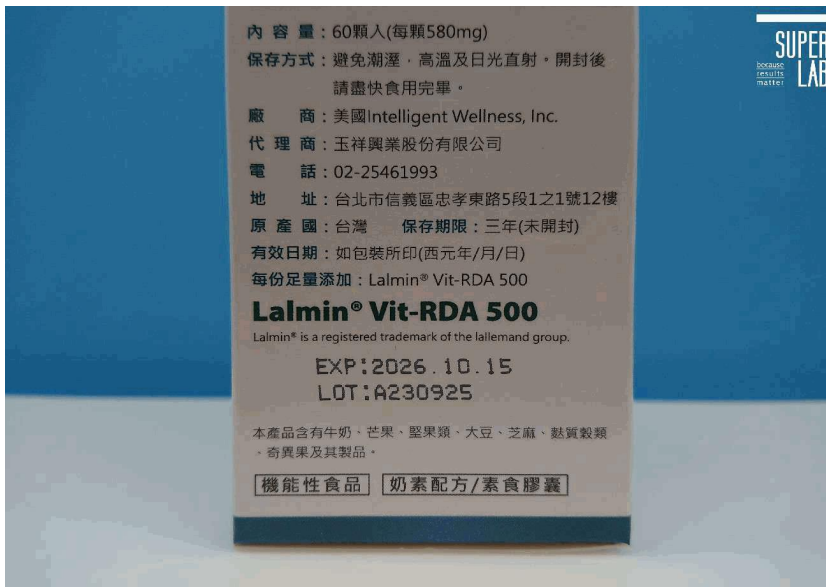 內容量：60顆入(每顆580mg)
保存方式：避免潮溼，高溫及日光直射。開封後
請盡快食用完畢。
廠商：美國Intelligent Wellness, Inc.
代理商：玉祥興業股份有限公司
電話：02-25461993
地址：台北市信義區忠孝東路5段1之1號12樓
原產國：台灣 保存期限：三年(未開封)
有效日期：如包裝所印(西元年/月/日)
每份足量添加：Lalmin® Vit-RDA 500
Lalmin® Vit-RDA 500
Lalmin® is a registered trademark of the lallemand group.
EXP:2026.10.15
LOT:A230925
本產品含有牛奶、芒果、堅果類、大豆、芝麻、麩質穀類
、奇異果及其製品。
機能性食品 奶素配方/素食膠囊
SUPER
because
results
matter
LAB